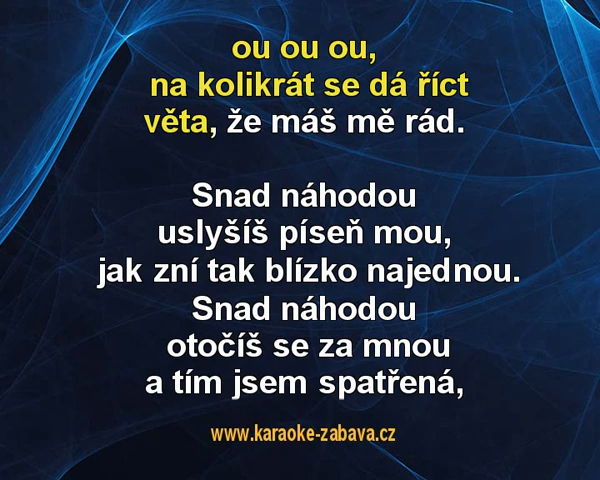 ou ou ou,
na kolikrát se dá říct
věta, že máš mě rád.
Snad náhodou
uslyšíš píseň mou,
jak zní tak blízko najednou.
Snad náhodou
otočíš se za mnou
a tím jsem spatřená,
www.karaoke-zabava.cz